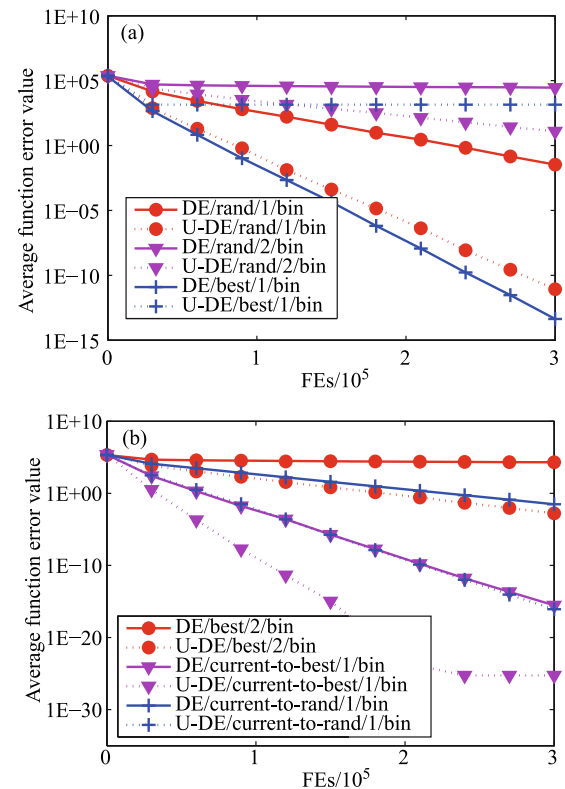 1E+10
(a)
1E+05
1E+00
1E−05
1E−10
1E−15
Average function error value
DE/rand/1/bin
U-DE/rand/1/bin
DE/rand/2/bin
U-DE/rand/2/bin
DE/best/1/bin
U-DE/best/1/bin
0 1 2 3
FEs/10⁵
1E+10
(b)
1E+00
1E−10
1E−20
1E−30
Average function error value
DE/best/2/bin
U-DE/best/2/bin
DE/current-to-best/1/bin
U-DE/current-to-best/1/bin
DE/current-to-rand/1/bin
U-DE/current-to-rand/1/bin
0 1 2 3
FEs/10⁵